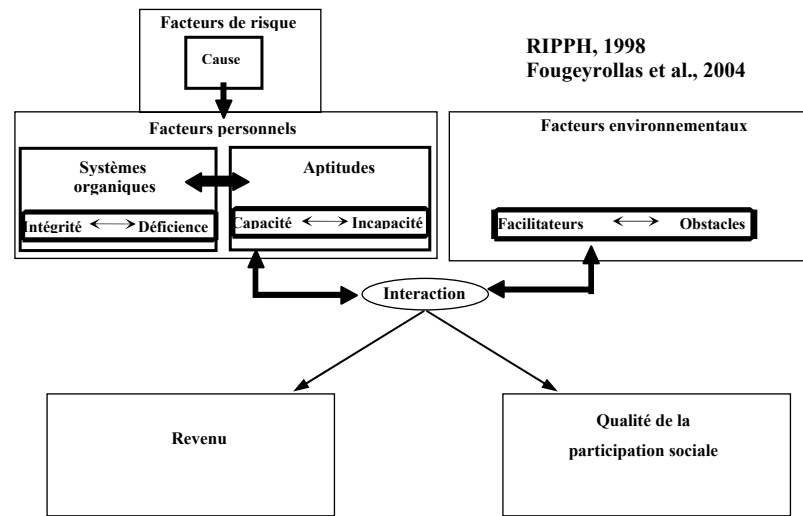 Facteurs de risque
Cause
RIPPH, 1998
Fougeyrollas et al., 2004
Facteurs personnels
Facteurs environnementaux
Systèmes
organiques
Aptitudes
Intégrité
Déficience
Capacité
Incapacité
Facilitateurs
Obstacles
Interaction
Revenu
Qualité de la
participation sociale